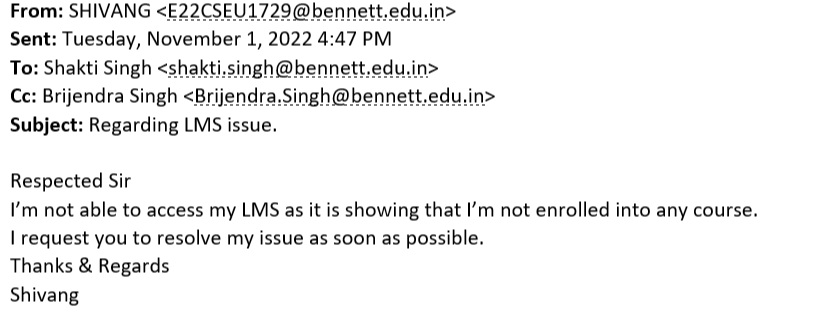 From: SHIVANG <E22CSEU1729@bennett.edu.in>
Sent: Tuesday, November 1, 2022 4:47 PM
To: Shakti Singh <shakti.singh@bennett.edu.in>
Cc: Brijendra Singh <Brijendra.Singh@bennett.edu.in>
Subject: Regarding LMS issue.
Respected Sir
I’m not able to access my LMS as it is showing that I’m not enrolled into any course.
I request you to resolve my issue as soon as possible.
Thanks & Regards
Shivang